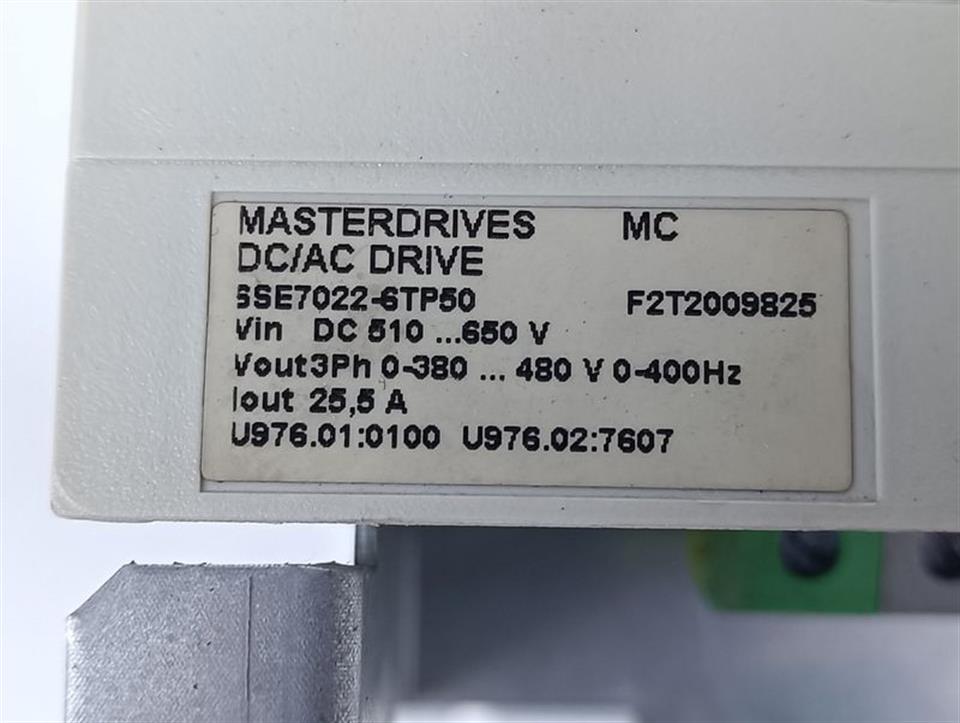 MASTERDRIVES MC
DC/AC DRIVE
6SE7022-6TP50 F2T2009825
Vin DC 510 ...650 V
Vout3Ph 0-380 ... 480 V 0-400Hz
Iout 25,5 A
U976.01:0100 U976.02:7607